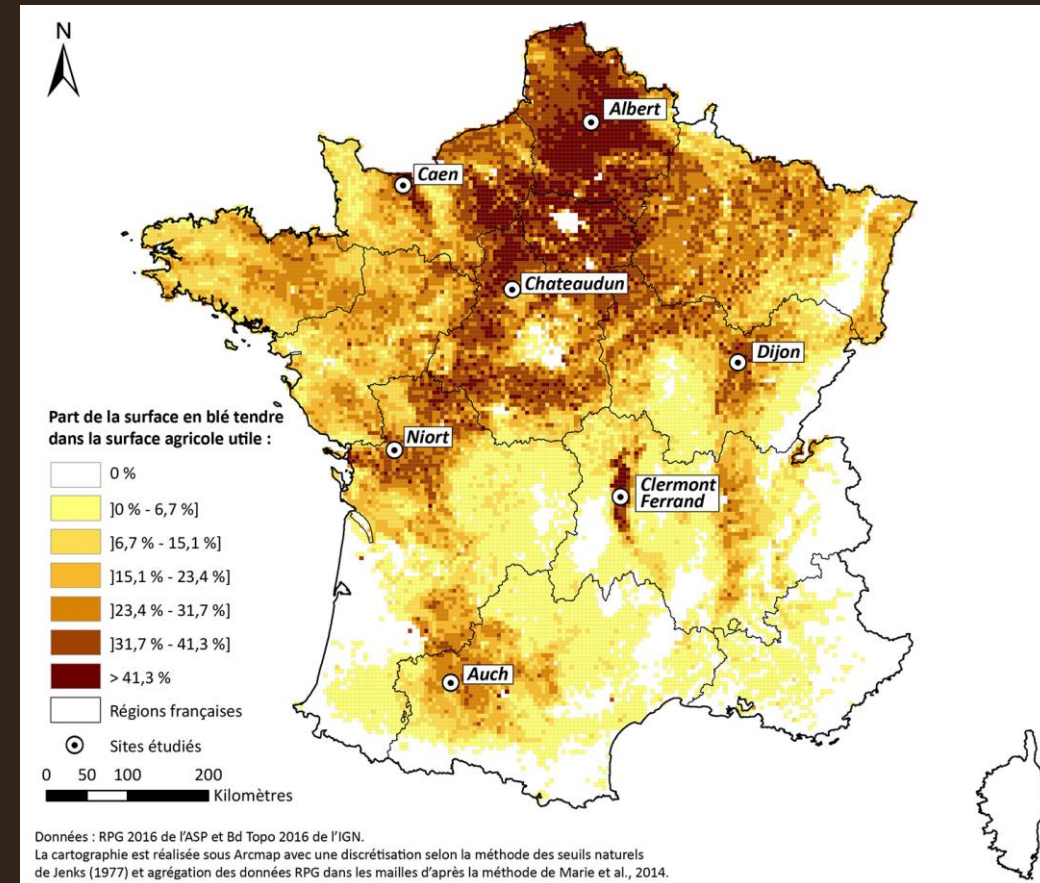 N
Albert
Caen
Chateaudun
Dijon
Niort
Clermont
Ferrand
Auch
Part de la surface en blé tendre
dans la surface agricole utile :
0 %
]0 % - 6,7 %]
]6,7 % - 15,1 %]
]15,1 % - 23,4 %]
]23,4 % - 31,7 %]
]31,7 % - 41,3 %]
> 41,3 %
Régions françaises
Sites étudiés
0 50 100 200
Kilomètres
Données : RPG 2016 de l'ASP et Bd Topo 2016 de l'IGN.
La cartographie est réalisée sous Arcmap avec une discrétisation selon la méthode des seuils naturels
de Jenks (1977) et agrégation des données RPG dans les mailles d'après la méthode de Marie et al., 2014.